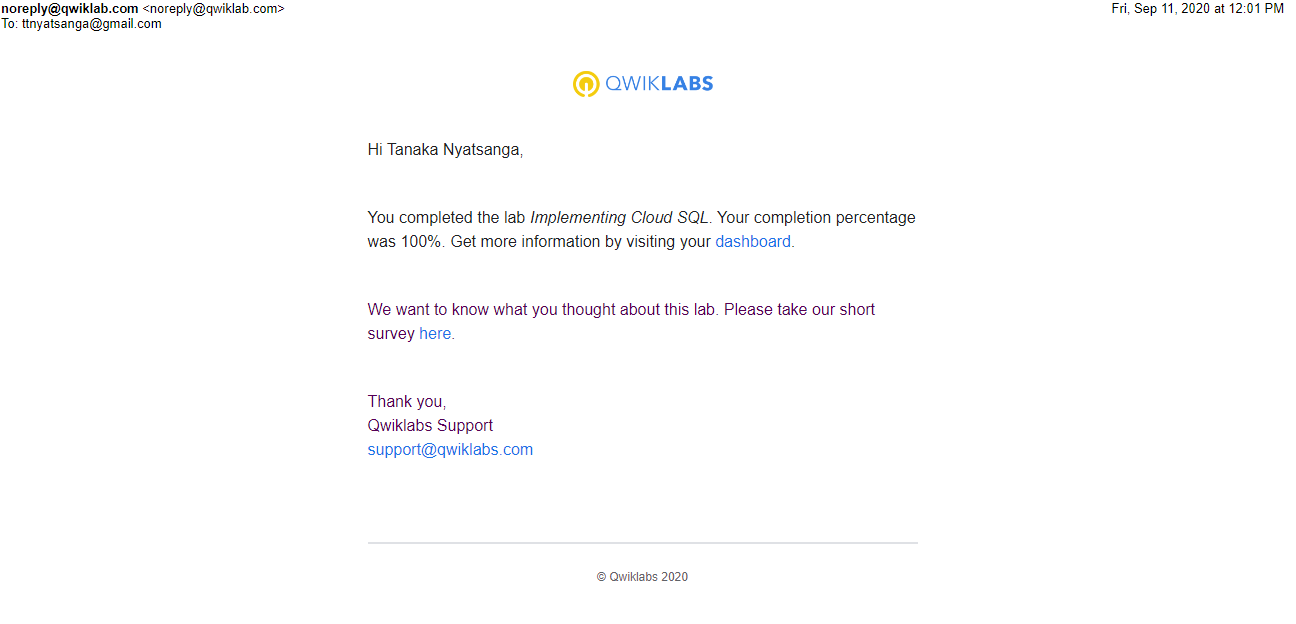 noreply@qwiklab.com <noreply@qwiklab.com>
Fri, Sep 11, 2020 at 12:01 PM
To: ttnyatsanga@gmail.com
QWIKLABS
Hi Tanaka Nyatsanga,
You completed the lab Implementing Cloud SQL. Your completion percentage
was 100%. Get more information by visiting your dashboard.
We want to know what you thought about this lab. Please take our short
survey here.
Thank you,
Qwiklabs Support
support@qwiklabs.com
© Qwiklabs 2020